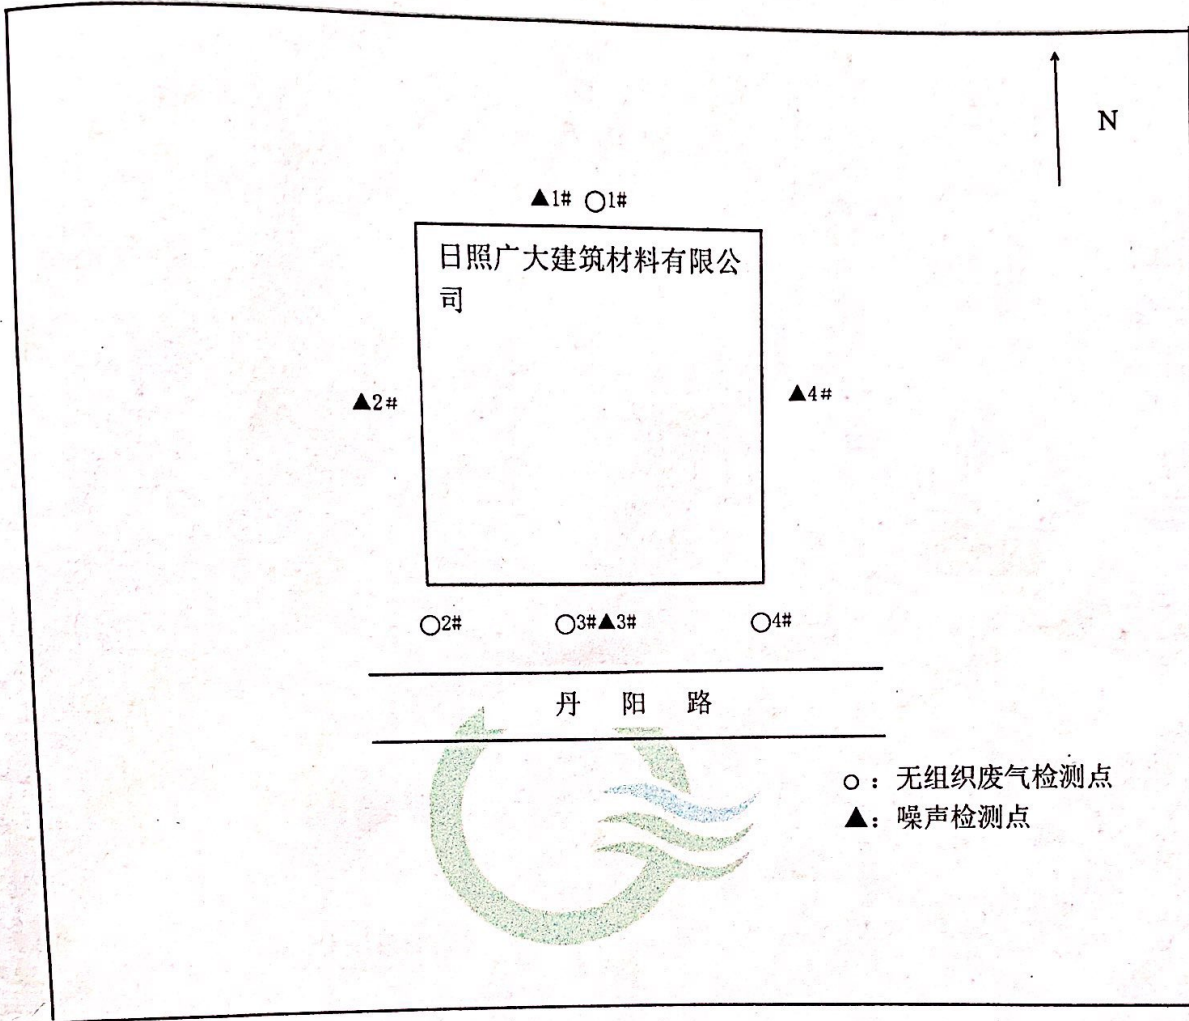 N
▲1# ○1#
日照广大建筑材料有限公
司
▲2#
▲4#
○2#
○3#▲3#
○4#
丹 阳 路
○：无组织废气检测点
▲：噪声检测点